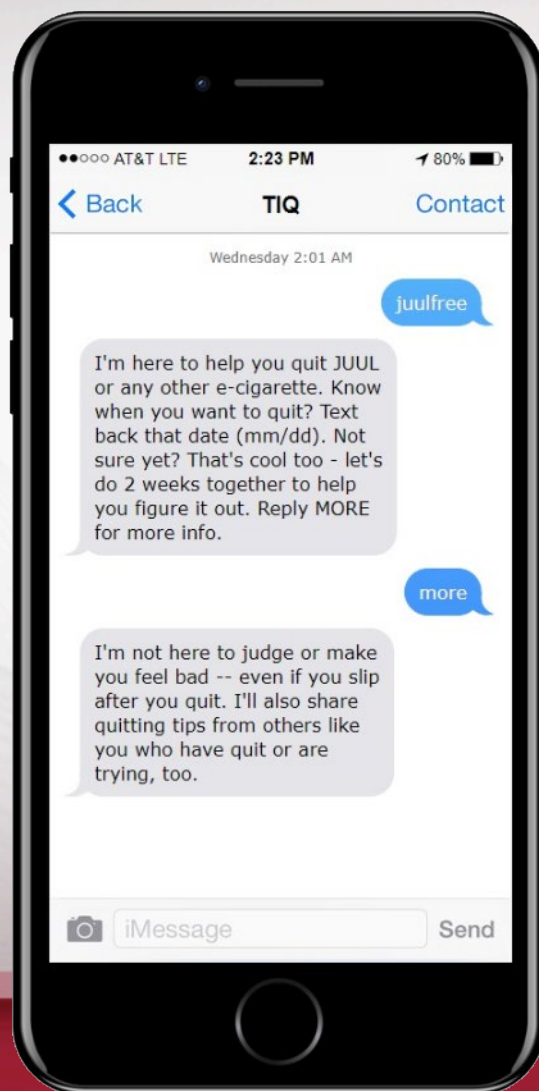 AT&T LTE 2:23 PM 80%
Back TIQ Contact
Wednesday 2:01 AM
juulfree
I'm here to help you quit JUUL
or any other e-cigarette. Know
when you want to quit? Text
back that date (mm/dd). Not
sure yet? That's cool too - let's
do 2 weeks together to help
you figure it out. Reply MORE
for more info.
more
I'm not here to judge or make
you feel bad -- even if you slip
after you quit. I'll also share
quitting tips from others like
you who have quit or are
trying, too.
iMessage Send